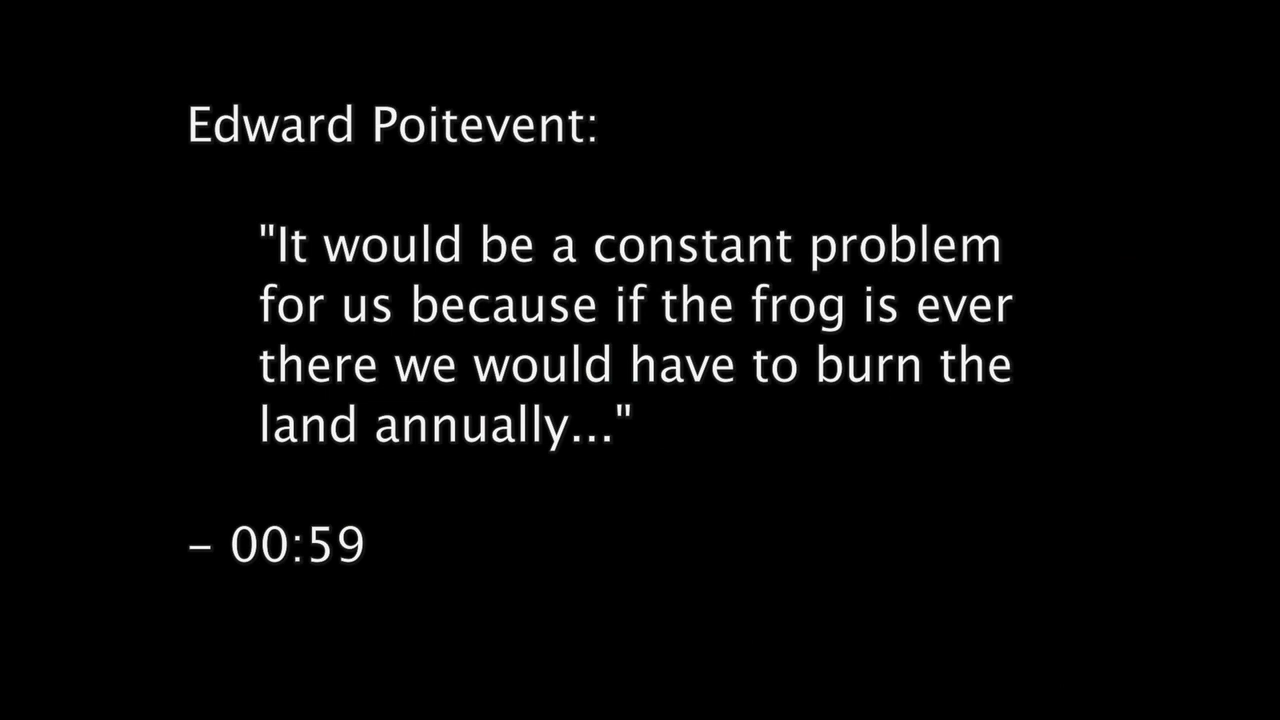 Edward Poitevent:
"It would be a constant problem
for us because if the frog is ever
there we would have to burn the
land annually..."
– 00:59